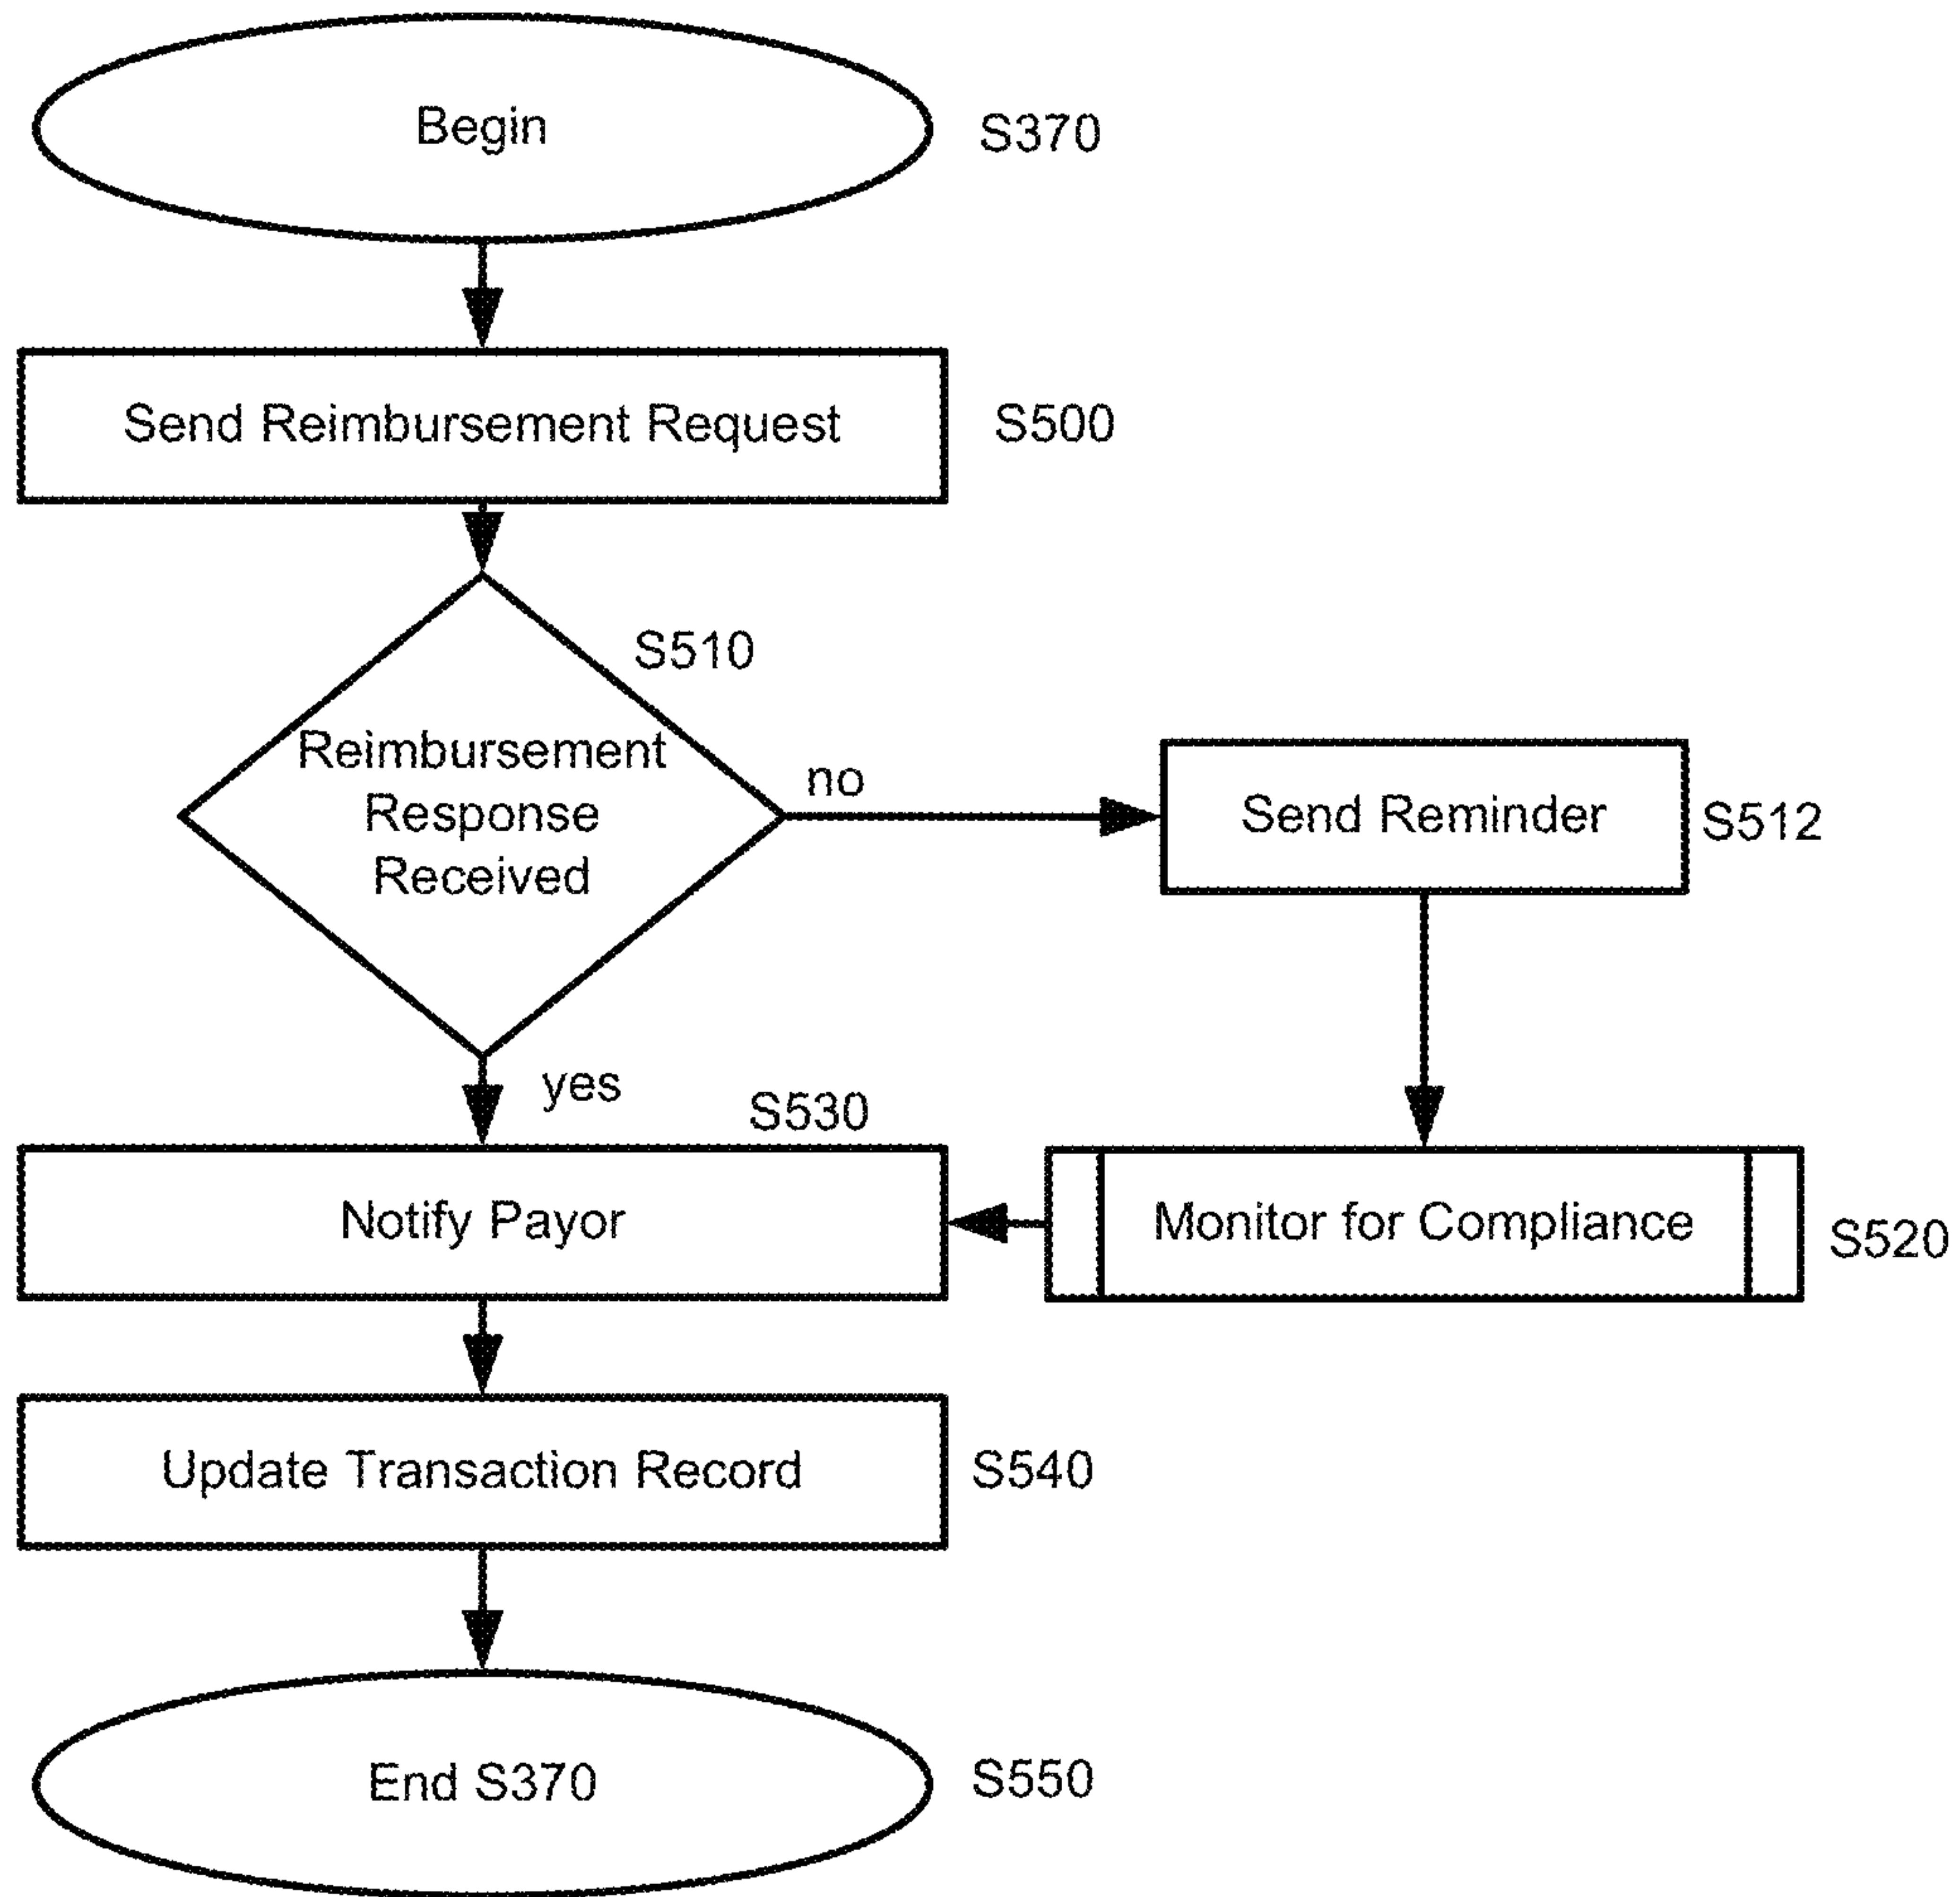 Begin
S370
Send Reimbursement Request
S500
S510
Reimbursement
Response
Received
no
Send Reminder
S512
yes
S530
Notify Payor
Monitor for Compliance
S520
Update Transaction Record
S540
End S370
S550